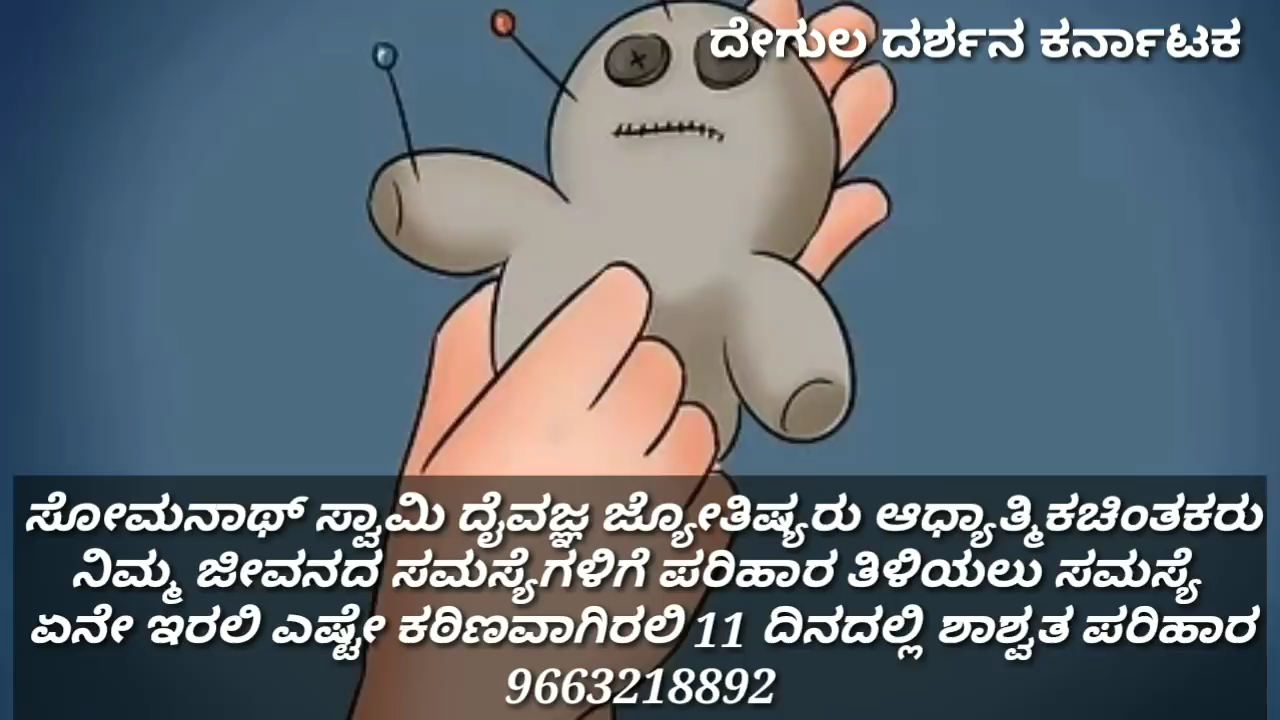 ದೇಗುಲ ದರ್ಶನ ಕರ್ನಾಟಕ
ಸೋಮನಾಥ್ ಸ್ವಾಮಿ ದೈವಜ್ಞ ಜ್ಯೋತಿಷ್ಯರು ಆಧ್ಯಾತ್ಮಿಕಚಿಂತಕರು
ನಿಮ್ಮ ಜೀವನದ ಸಮಸ್ಯೆಗಳಿಗೆ ಪರಿಹಾರ ತಿಳಿಯಲು ಸಮಸ್ಯೆ
ಏನೇ ಇರಲಿ ಎಷ್ಟೇ ಕಠಿಣವಾಗಿರಲಿ 11 ದಿನದಲ್ಲಿ ಶಾಶ್ವತ ಪರಿಹಾರ
9663218892